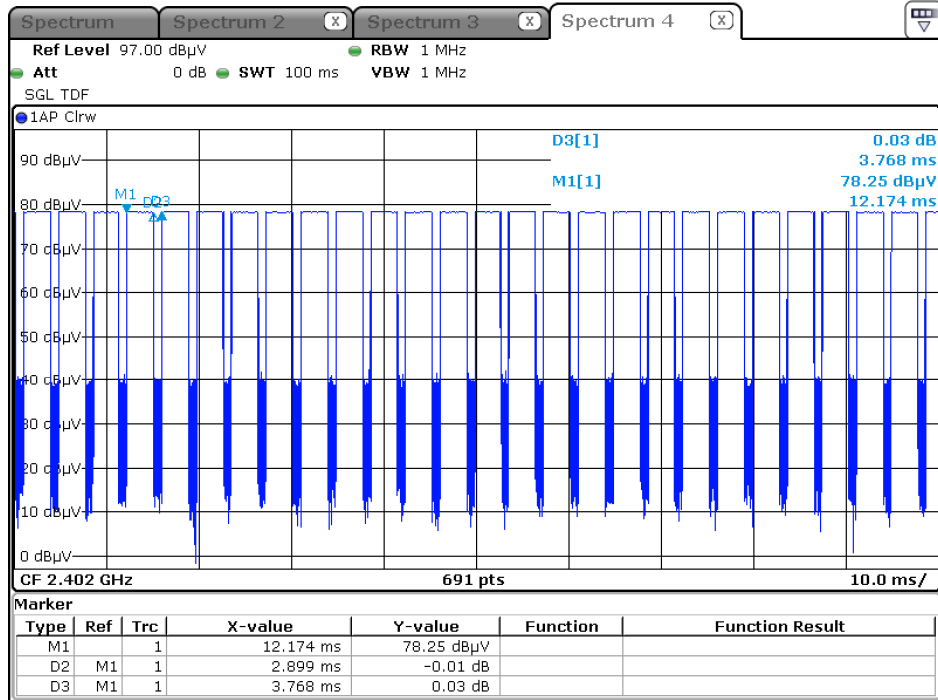 Spectrum Spectrum 2 X Spectrum 3 X Spectrum 4 X
Ref Level 97.00 dBµV RBW 1 MHz
Att 0 dB SWT 100 ms VBW 1 MHz
SGL TDF
1AP Clrw
D3[1] 0.03 dB
3.768 ms
M1[1] 78.25 dBµV
12.174 ms
90 dBµV
M1 D2 D3
80 dBµV
70 dBµV
60 dBµV
50 dBµV
40 dBµV
30 dBµV
20 dBµV
10 dBµV
0 dBµV
CF 2.402 GHz 691 pts 10.0 ms/
Marker
Type Ref Trc X-value Y-value Function Function Result
M1 1 12.174 ms 78.25 dBµV
D2 M1 1 2.899 ms -0.01 dB
D3 M1 1 3.768 ms 0.03 dB